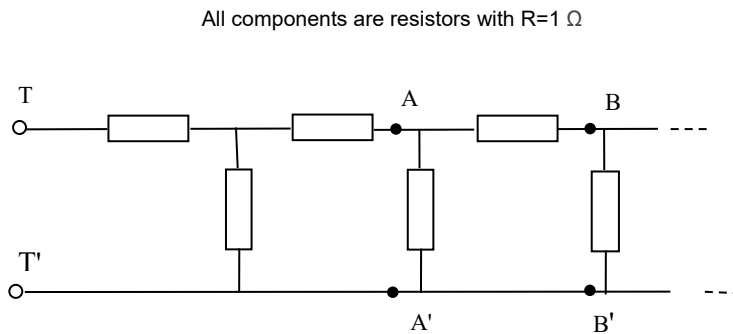 All components are resistors with R=1 Ω
T
A
B
T'
A'
B'